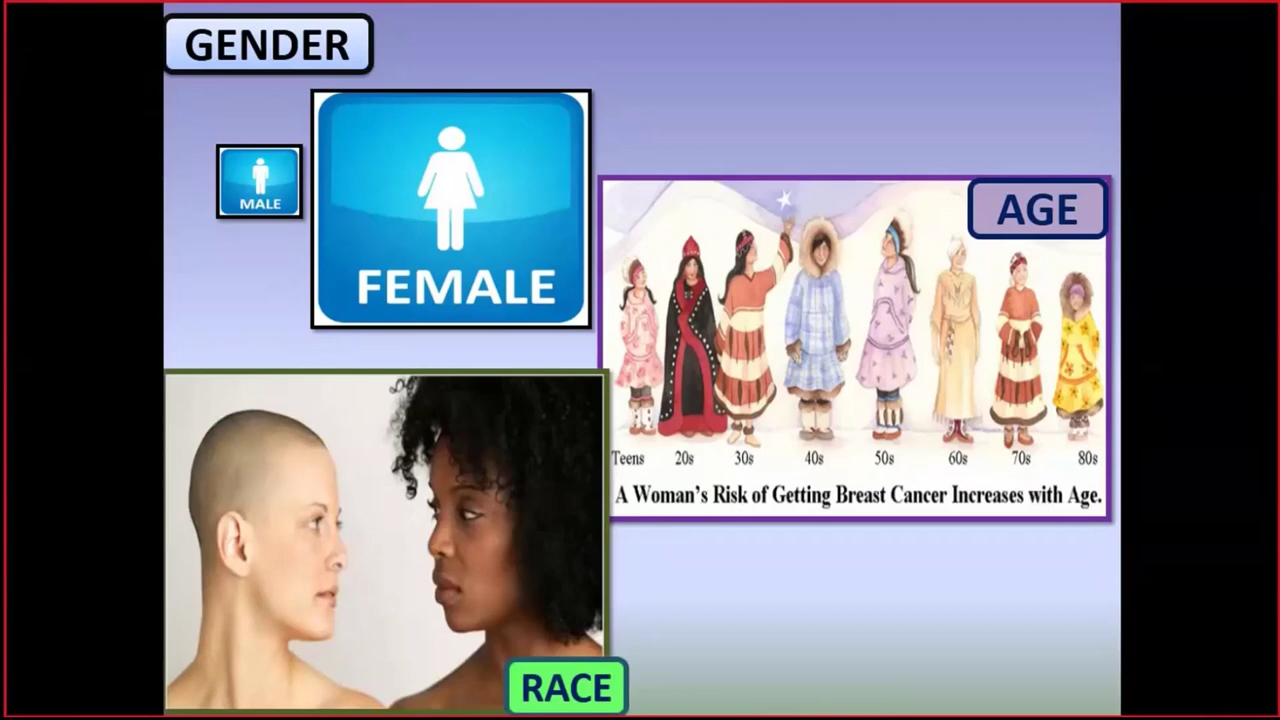 GENDER
MALE
FEMALE
AGE
Teens 20s 30s 40s 50s 60s 70s 80s
A Woman's Risk of Getting Breast Cancer Increases with Age.
RACE